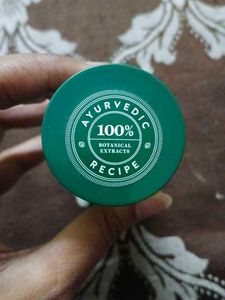 AYURVEDIC
100%
BOTANICAL
EXTRACTS
RECIPE